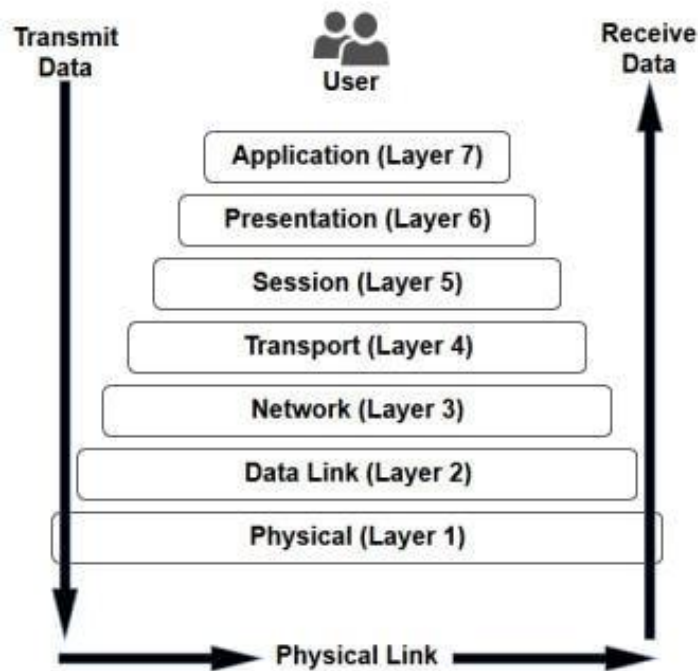 Transmit
Data
User
Receive
Data
Application (Layer 7)
Presentation (Layer 6)
Session (Layer 5)
Transport (Layer 4)
Network (Layer 3)
Data Link (Layer 2)
Physical (Layer 1)
Physical Link